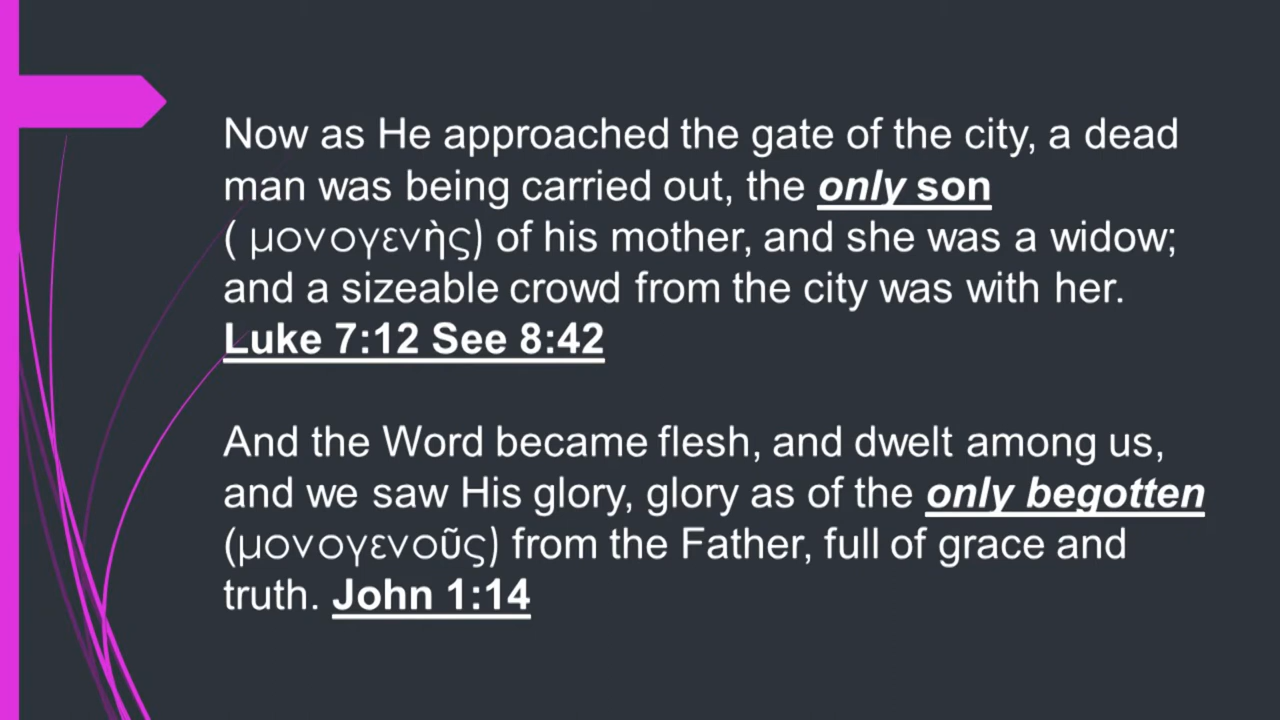 Now as He approached the gate of the city, a dead
man was being carried out, the only son
( μονογενὴς) of his mother, and she was a widow;
and a sizeable crowd from the city was with her.
Luke 7:12 See 8:42
And the Word became flesh, and dwelt among us,
and we saw His glory, glory as of the only begotten
(μονογενοῦς) from the Father, full of grace and
truth. John 1:14